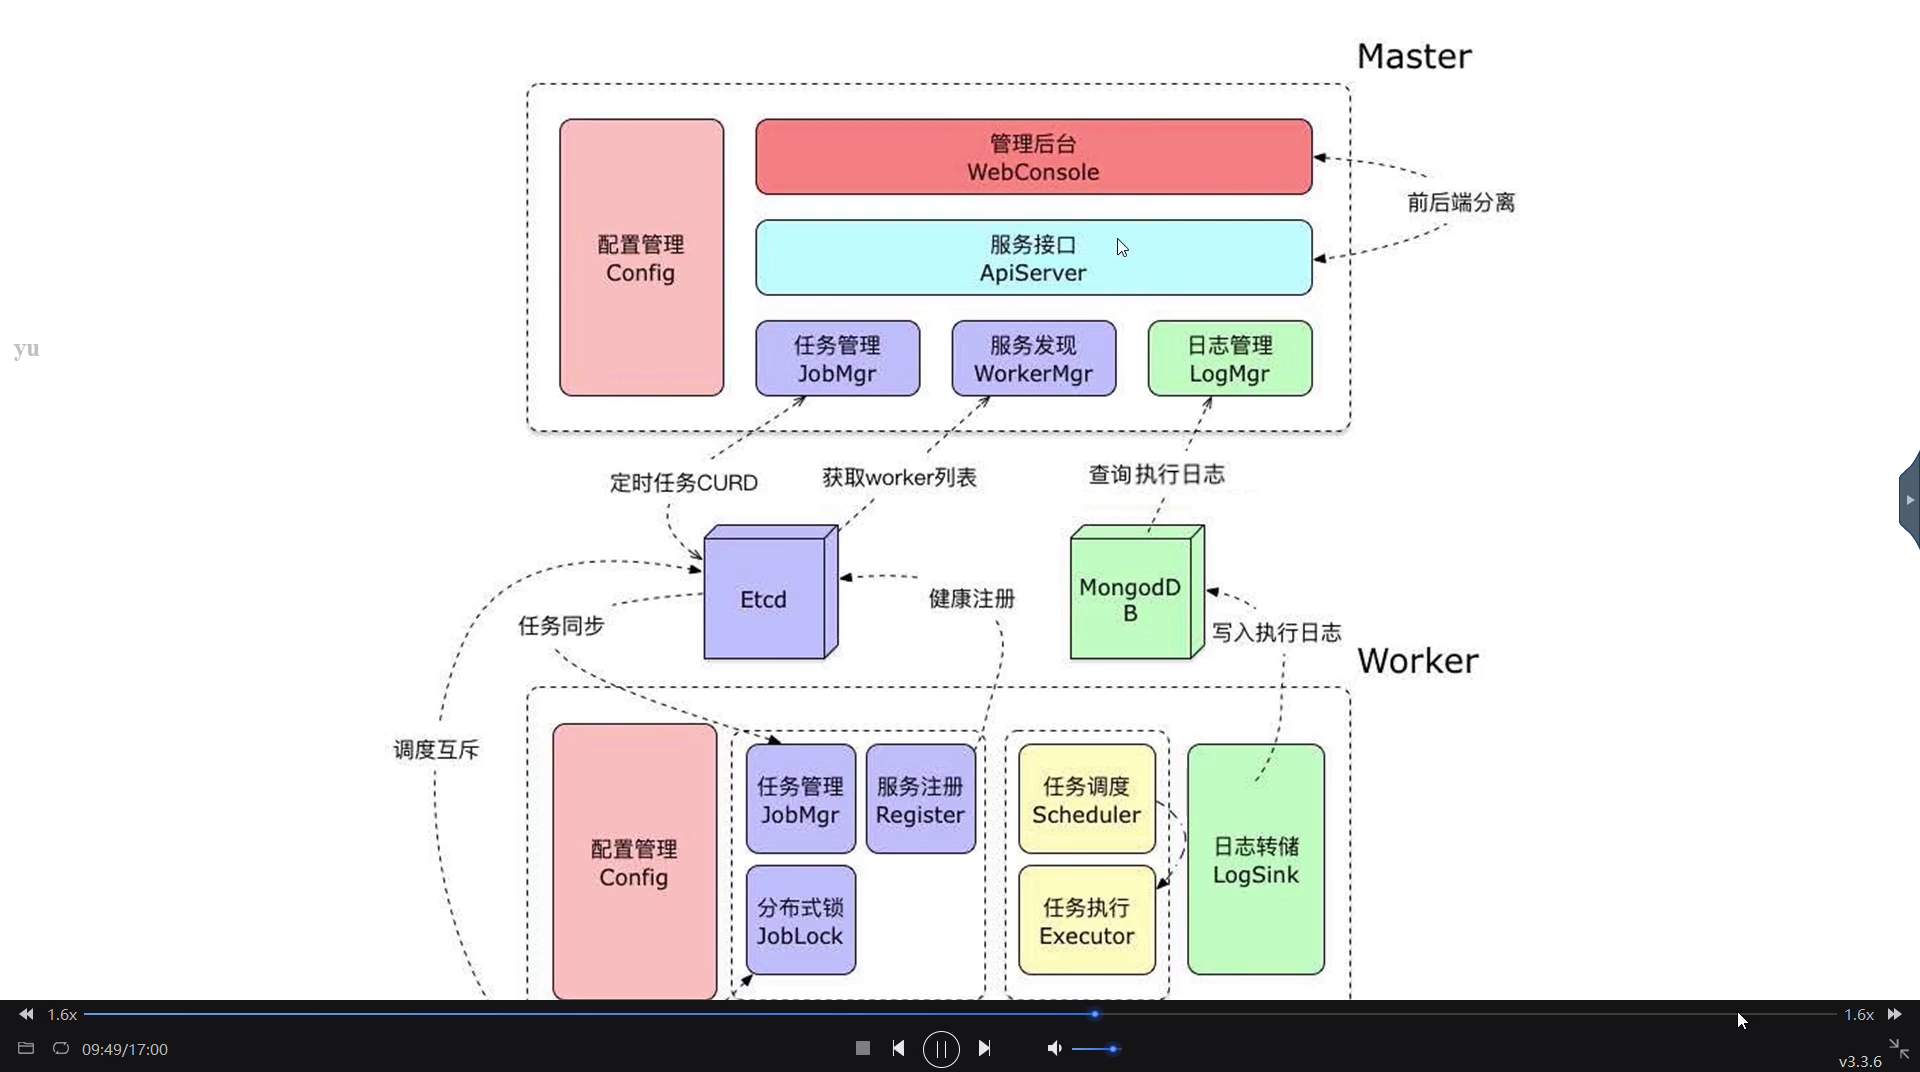 Master
管理后台
WebConsole
前后端分离
配置管理
Config
服务接口
ApiServer
任务管理
JobMgr
服务发现
WorkerMgr
日志管理
LogMgr
yu
定时任务CURD
获取worker列表
查询执行日志
Etcd
健康注册
MongodD
B
任务同步
写入执行日志
Worker
调度互斥
配置管理
Config
任务管理
JobMgr
服务注册
Register
任务调度
Scheduler
日志转储
LogSink
分布式锁
JobLock
任务执行
Executor
1.6x
1.6x
09:49/17:00
v3.3.6